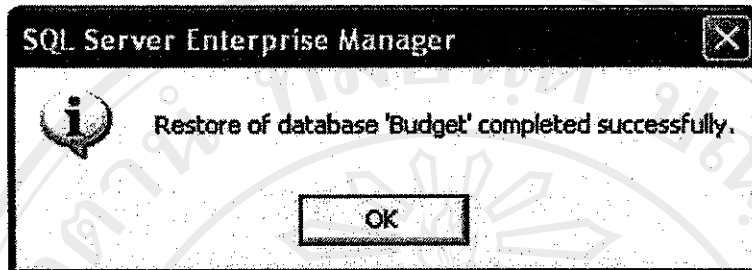 SQL Server Enterprise Manager
Restore of database 'Budget' completed successfully.
OK